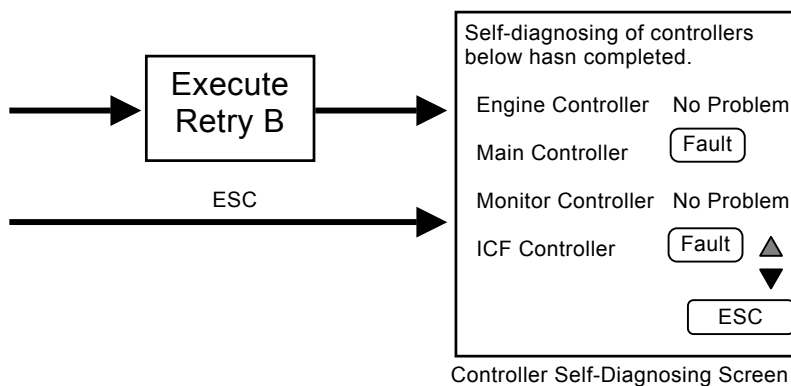 Execute
Retry B
ESC
Self-diagnosing of controllers
below hasn completed.
Engine Controller No Problem
Main Controller Fault
Monitor Controller No Problem
ICF Controller Fault
ESC
Controller Self-Diagnosing Screen